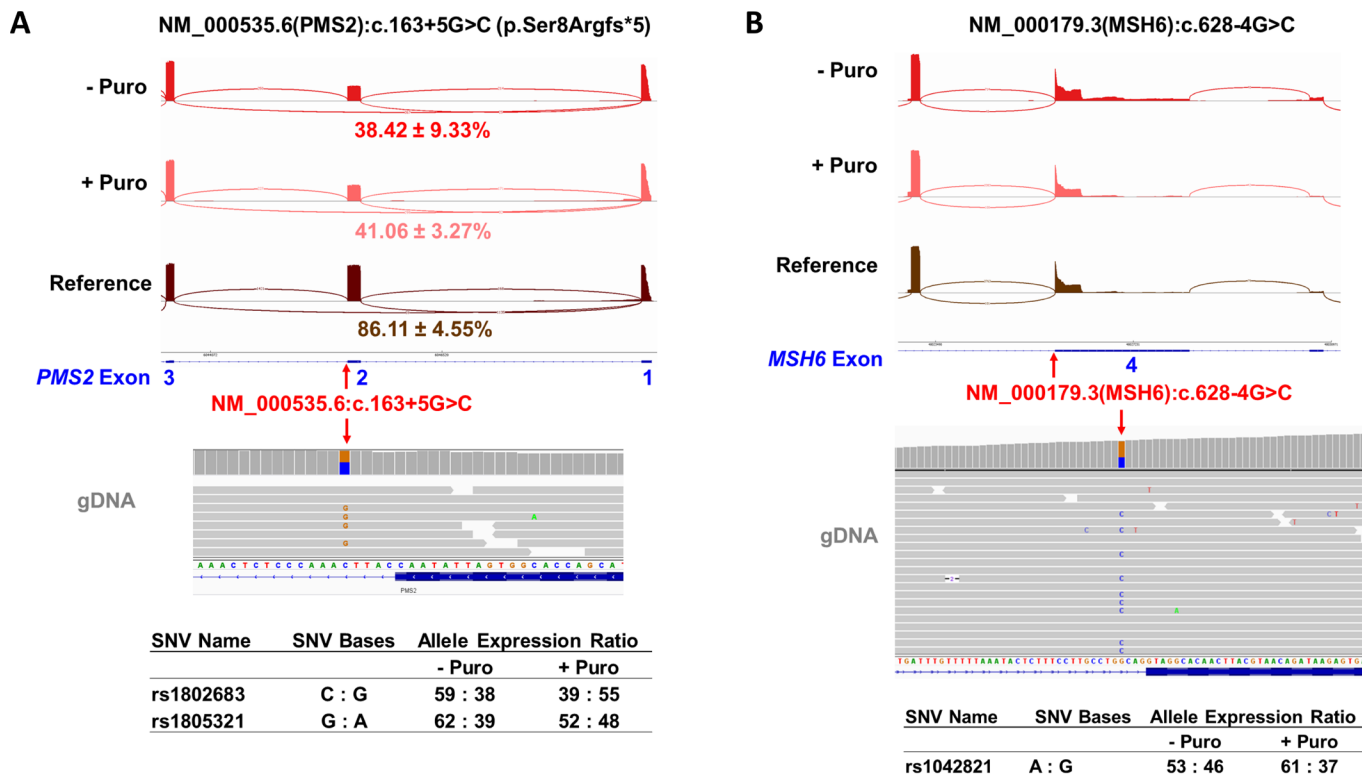 A
NM_000535.6(PMS2):c.163+5G>C (p.Ser8Argfs*5)
- Puro
38.42 ± 9.33%
+ Puro
41.06 ± 3.27%
Reference
86.11 ± 4.55%
PMS2 Exon 3 2 1
NM_000535.6:c.163+5G>C
gDNA
G
G A
G
G
A A A C T C T C C C A A A C T T A C C A A T A T T A G T G G C A C C A G C A
PMS2
SNV Name SNV Bases Allele Expression Ratio
- Puro + Puro
rs1802683 C : G 59 : 38 39 : 55
rs1805321 G : A 62 : 39 52 : 48
B
NM_000179.3(MSH6):c.628-4G>C
- Puro
+ Puro
Reference
MSH6 Exon 4
NM_000179.3(MSH6):c.628-4G>C
gDNA
T
T
C C T
T
C C T
C
C
C
C
C A
C
C
T G A T T T G T T T T T A A A T A C T C T T T C C T T G C C T G G C A G G T A G G C A C A A C T T A C G T A A C A G A T A A G A G T G
SNV Name SNV Bases Allele Expression Ratio
- Puro + Puro
rs1042821 A : G 53 : 46 61 : 37